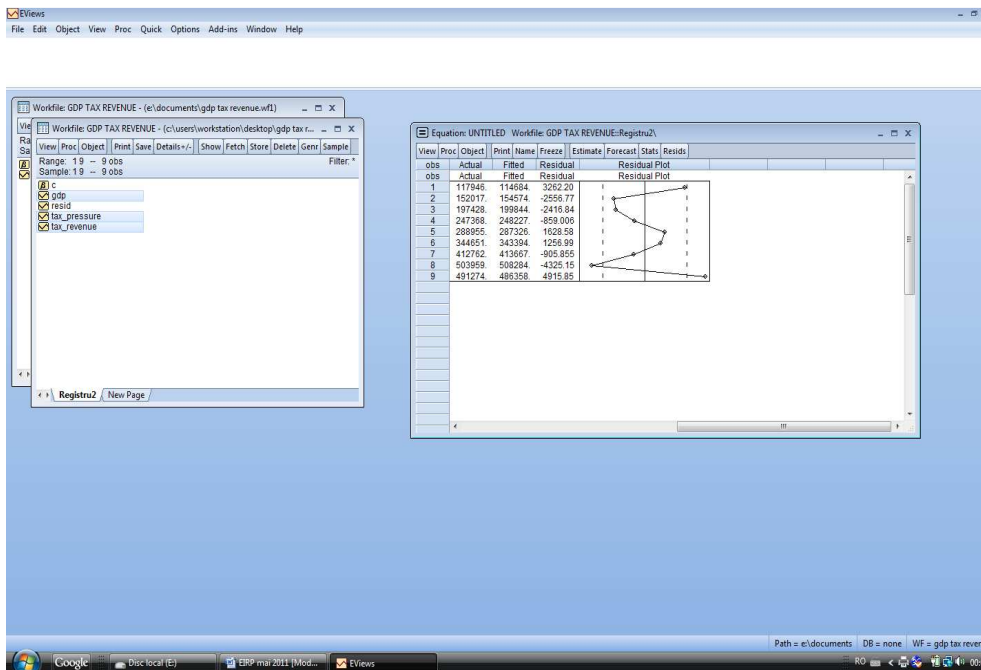 EViews
File Edit Object View Proc Quick Options Add-ins Window Help
Workfile: GDP TAX REVENUE - (e:\documents\gdp tax revenue.wf1)
Workfile: GDP TAX REVENUE - (c:\users\workstation\desktop\gdp tax r...
View Proc Object Print Save Details+/- Show Fetch Store Delete Genr Sample
Range: 1 9 -- 9 obs Filter: *
Sample: 1 9 -- 9 obs
c
gdp
resid
tax_pressure
tax_revenue
Registru2 New Page
Equation: UNTITLED Workfile: GDP TAX REVENUE::Registru2\
View Proc Object Print Name Freeze Estimate Forecast Stats Resids
obs Actual Fitted Residual Residual Plot
obs Actual Fitted Residual Residual Plot
1 117946. 114684. 3262.20
2 152017. 154574. -2556.77
3 197428. 199844. -2416.84
4 247368. 248227. -859.006
5 288955. 287326. 1628.58
6 344651. 343394. 1256.99
7 412762. 413667. -905.855
8 503959. 508284. -4325.15
9 491274. 486358. 4915.85
Path = e:\documents DB = none WF = gdp tax rever
Google Disc local (E:) EIRP mai 2011 [Mod... EViews RO 00: